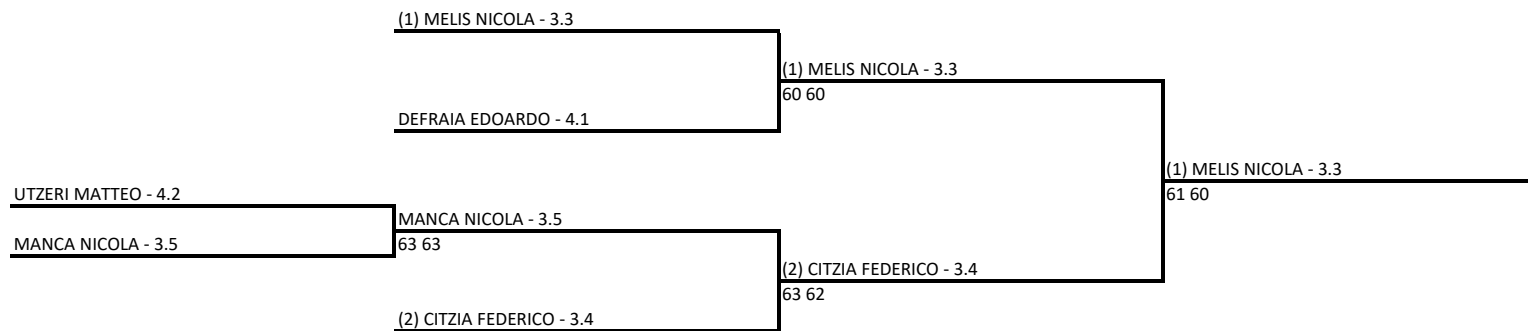 (1) MELIS NICOLA - 3.3
(1) MELIS NICOLA - 3.3
60 60
DEFRAIA EDOARDO - 4.1
(1) MELIS NICOLA - 3.3
61 60
UTZERI MATTEO - 4.2
MANCA NICOLA - 3.5
63 63
MANCA NICOLA - 3.5
(2) CITZIA FEDERICO - 3.4
63 62
(2) CITZIA FEDERICO - 3.4